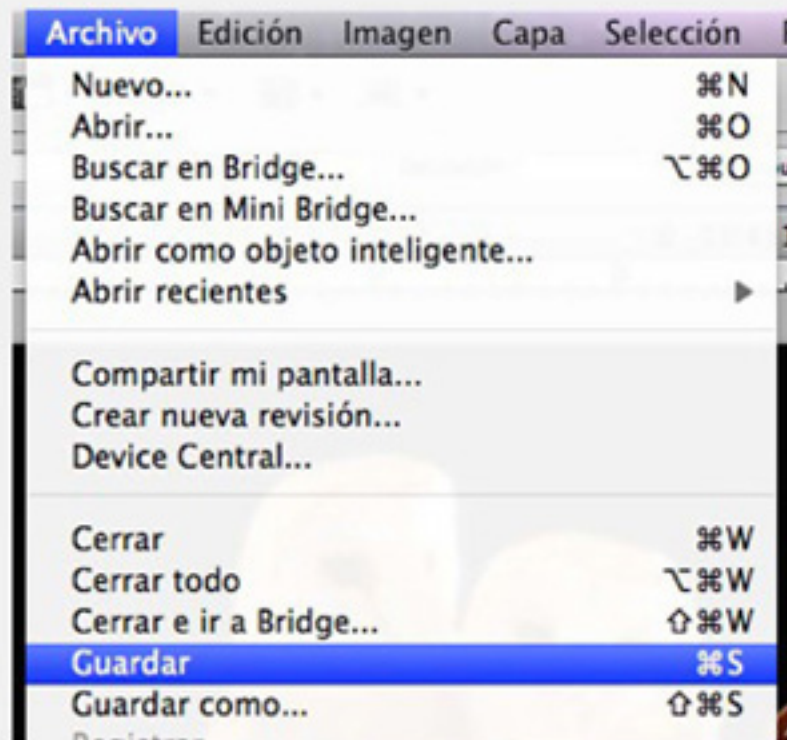 Archivo Edición Imagen Capa Selección
Nuevo... ⌘N
Abrir... ⌘O
Buscar en Bridge... ⌥⌘O
Buscar en Mini Bridge...
Abrir como objeto inteligente...
Abrir recientes ▶
Compartir mi pantalla...
Crear nueva revisión...
Device Central...
Cerrar ⌘W
Cerrar todo ⌥⌘W
Cerrar e ir a Bridge... ⇧⌘W
Guardar ⌘S
Guardar como... ⇧⌘S